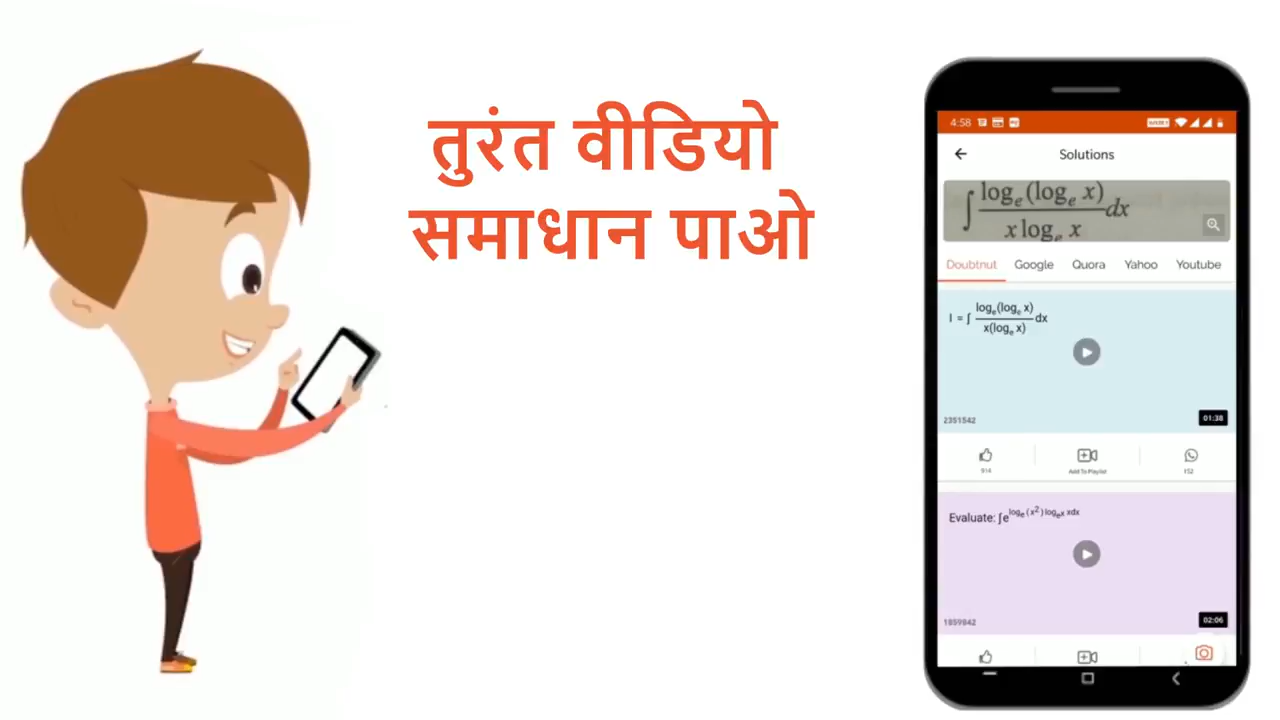 तुरंत वीडियो
समाधान पाओ
4:58
Solutions
∫ logₑ(logₑ x) / x logₑ x dx
Doubtnut Google Quora Yahoo Youtube
I = ∫ logₑ(logₑ x) / x(logₑ x) dx
2351542
01:38
914
Add To Playlist
152
Evaluate: ∫e^logₑ(x²)logₑx xdx
1859842
02:06